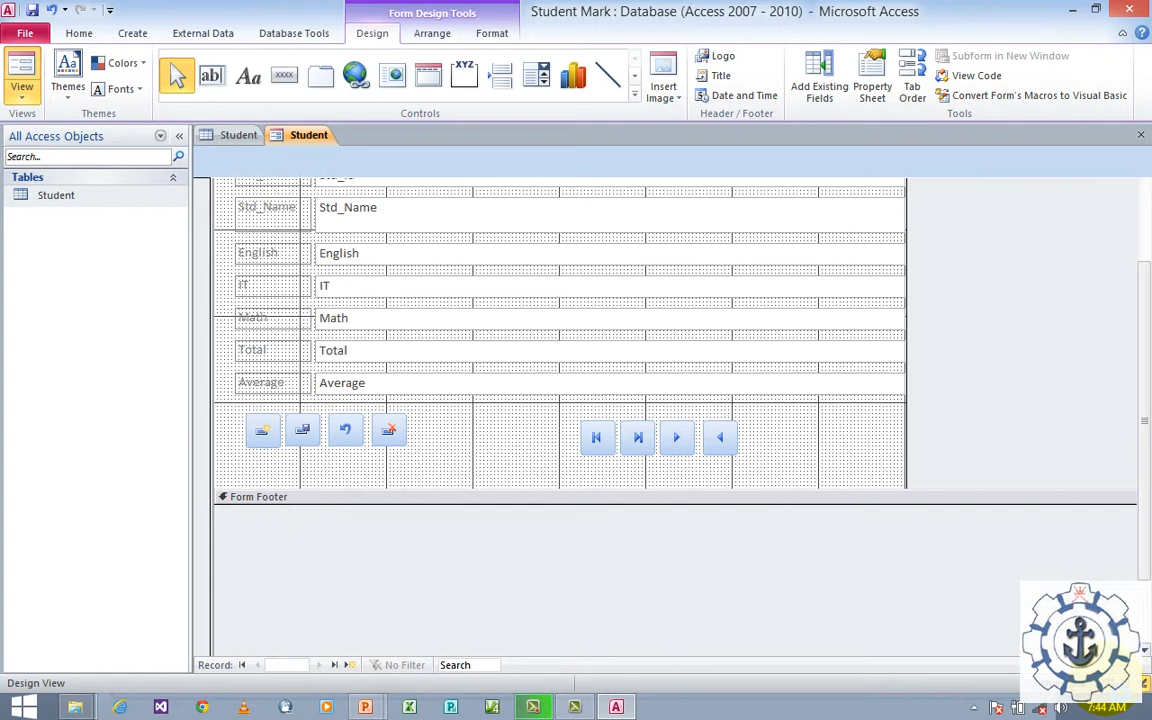 Form Design Tools
Student Mark : Database (Access 2007 - 2010) - Microsoft Access
File Home Create External Data Database Tools Design Arrange Format
View
Themes
Colors
Fonts
ab|
Aa
xxxx
XYZ
Insert
Image
Logo
Title
Date and Time
Add Existing
Fields
Property
Sheet
Tab
Order
Subform in New Window
View Code
Convert Form's Macros to Visual Basic
Views Themes Controls Header / Footer Tools
All Access Objects
Search...
Tables
Student
Student Student
Std_Name Std_Name
English English
IT IT
Math Math
Total Total
Average Average
Form Footer
Record: No Filter Search
Design View
7:44 AM